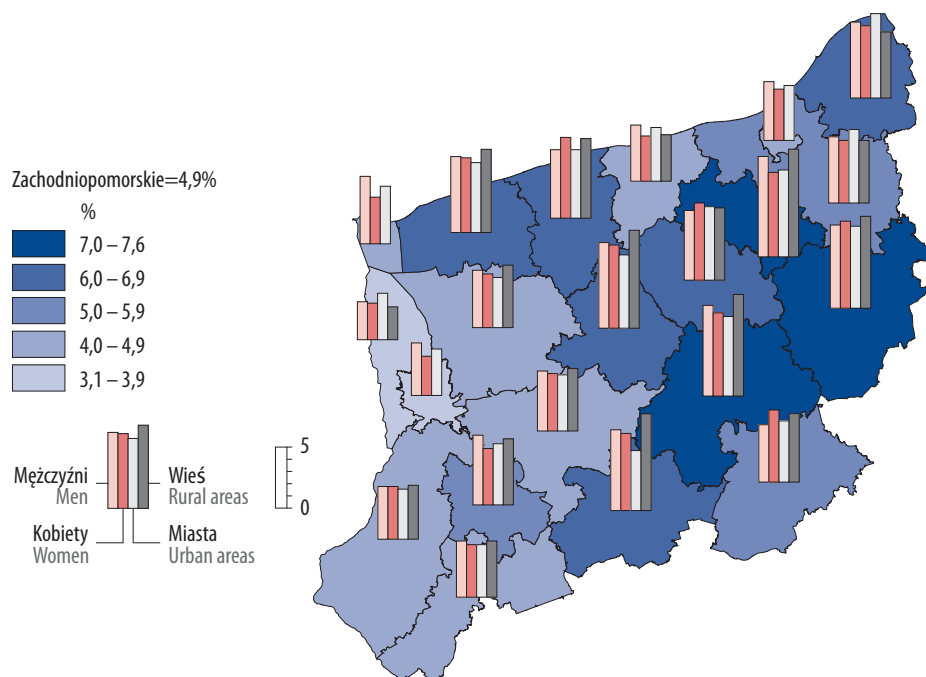 Zachodniopomorskie=4,9%
%
7,0 – 7,6
6,0 – 6,9
5,0 – 5,9
4,0 – 4,9
3,1 – 3,9
Mężczyźni
Men
Wieś
Rural areas
Kobiety
Women
Miasta
Urban areas
5
0